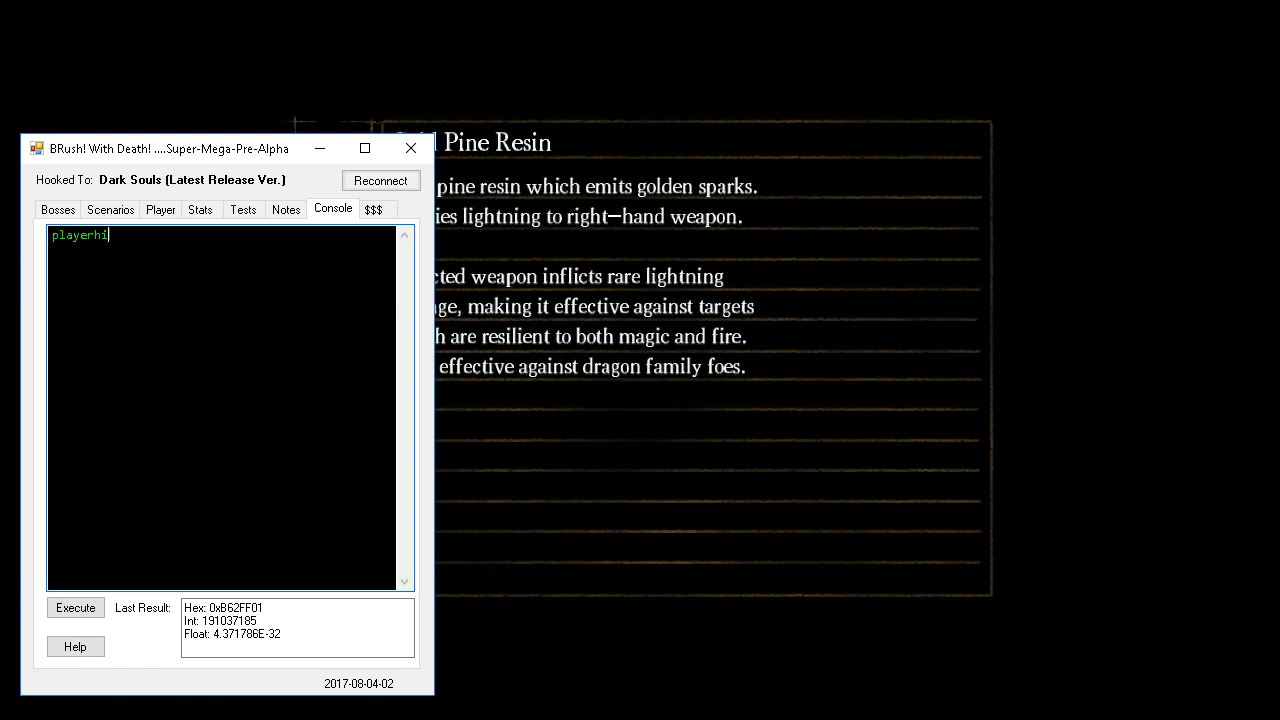 BRush! With Death! ....Super-Mega-Pre-Alpha
Hooked To: Dark Souls (Latest Release Ver.)
Reconnect
Bosses Scenarios Player Stats Tests Notes Console $$$
playerhi
Execute
Last Result:
Hex: 0xB62FF01
Int: 191037185
Float: 4.371786E-32
Help
2017-08-04-02
Pine Resin
pine resin which emits golden sparks.
ies lightning to right—hand weapon.
cted weapon inflicts rare lightning
ge, making it effective against targets
h are resilient to both magic and fire.
effective against dragon family foes.